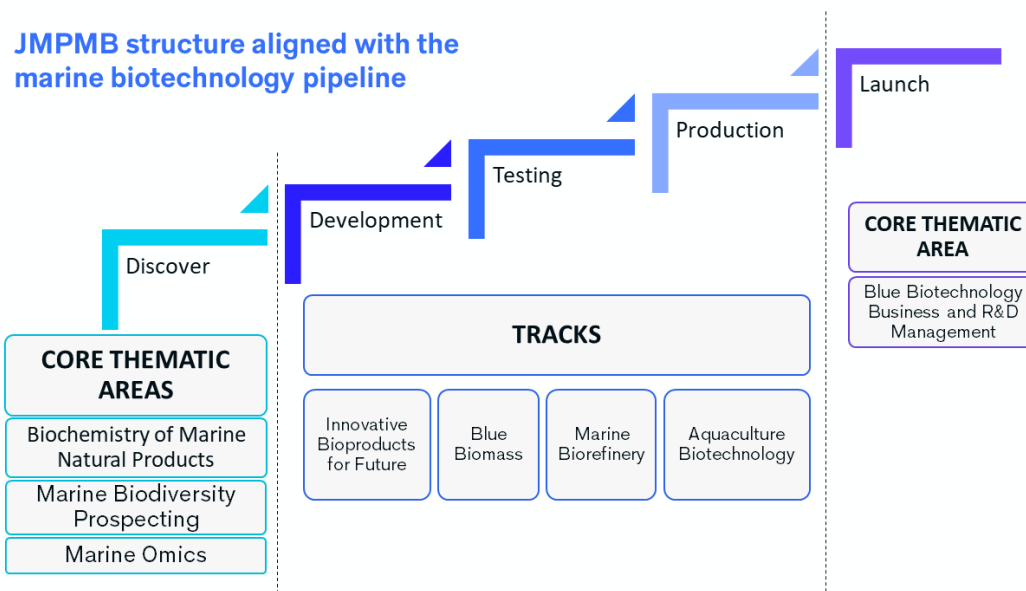 JMPMB structure aligned with the
marine biotechnology pipeline
Discover
Development
Testing
Production
Launch
CORE THEMATIC
AREAS
Biochemistry of Marine
Natural Products
Marine Biodiversity
Prospecting
Marine Omics
TRACKS
Innovative
Bioproducts
for Future
Blue
Biomass
Marine
Biorefinery
Aquaculture
Biotechnology
CORE THEMATIC
AREA
Blue Biotechnology
Business and R&D
Management